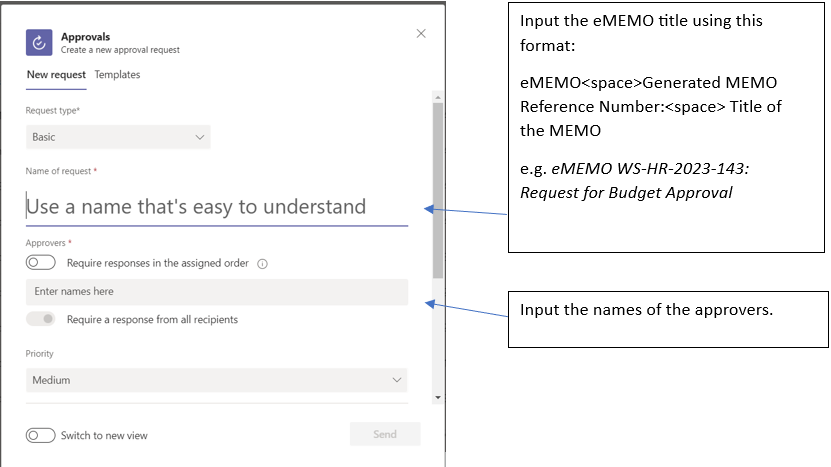 Approvals
Create a new approval request
New request Templates
Request type*
Basic
Name of request *
Use a name that's easy to understand
Approvers *
Require responses in the assigned order
Enter names here
Require a response from all recipients
Priority
Medium
Switch to new view
Send
Input the eMEMO title using this
format:
eMEMO<space>Generated MEMO
Reference Number:<space> Title of
the MEMO
e.g. eMEMO WS-HR-2023-143:
Request for Budget Approval
Input the names of the approvers.